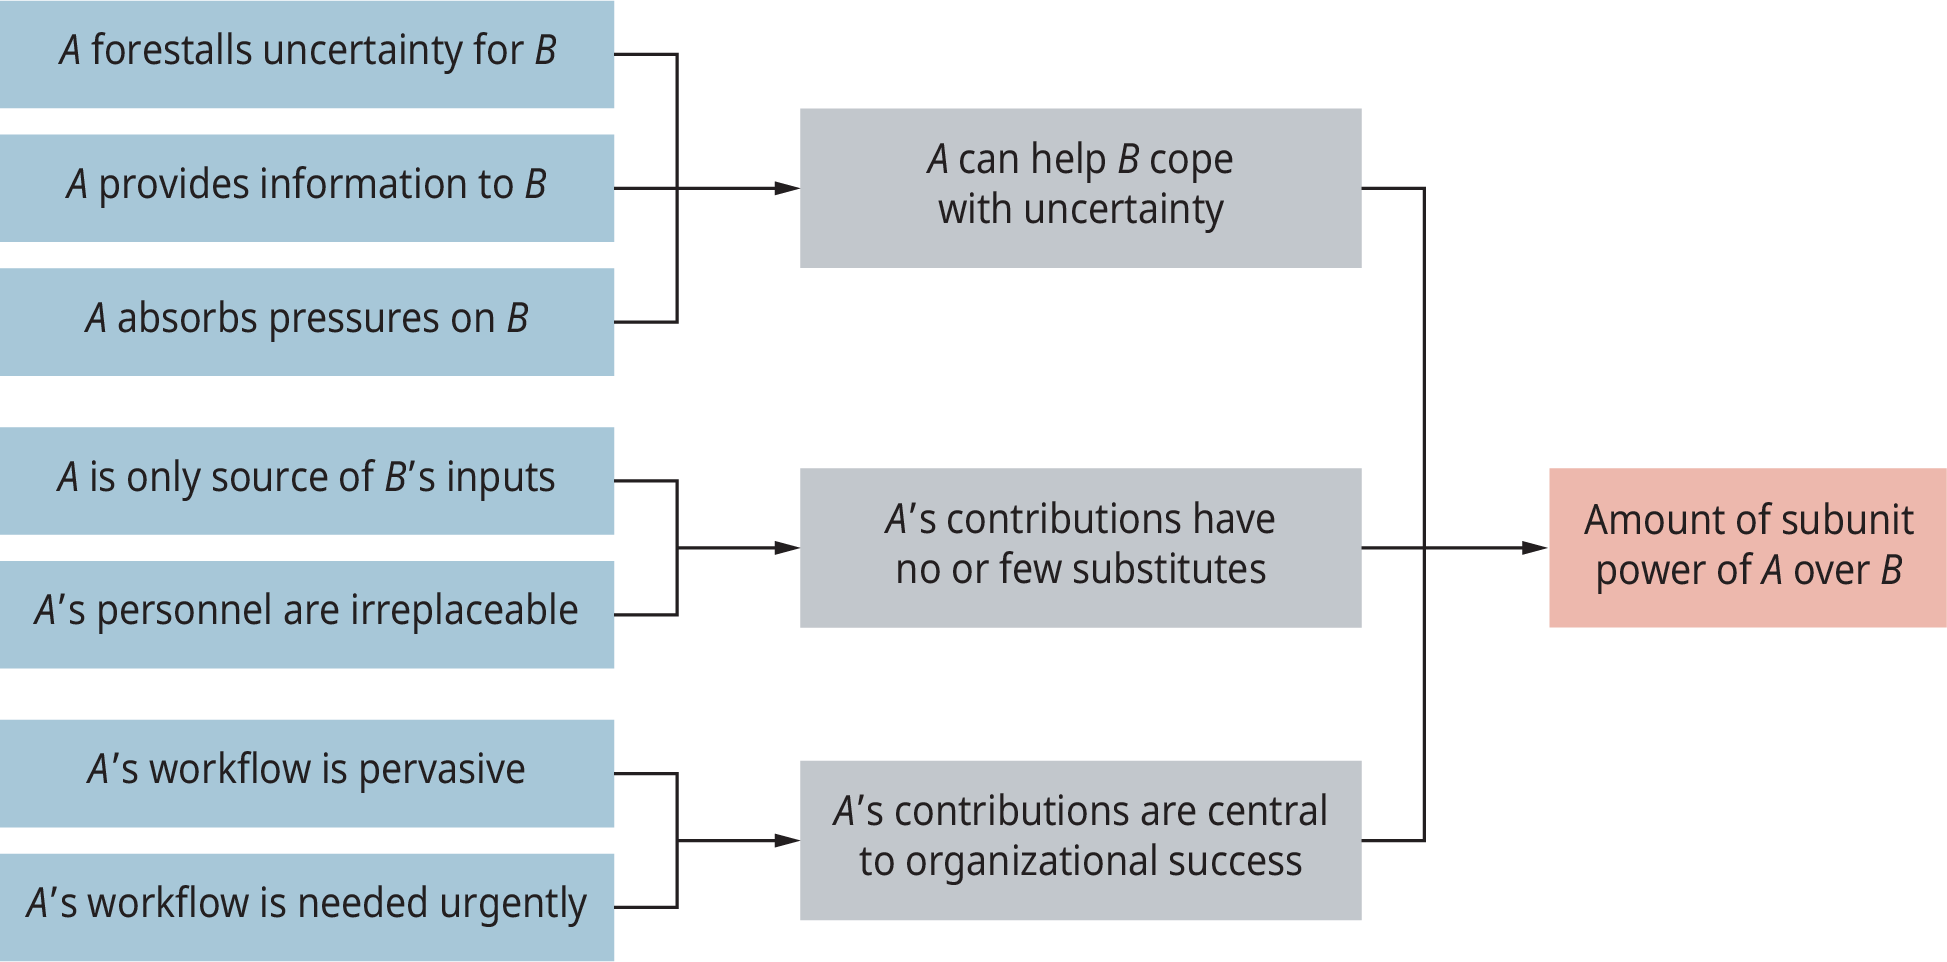 A forestalls uncertainty for B
A provides information to B
A absorbs pressures on B
A can help B cope
with uncertainty
A is only source of B’s inputs
A’s personnel are irreplaceable
A’s contributions have
no or few substitutes
A’s workflow is pervasive
A’s workflow is needed urgently
A’s contributions are central
to organizational success
Amount of subunit
power of A over B